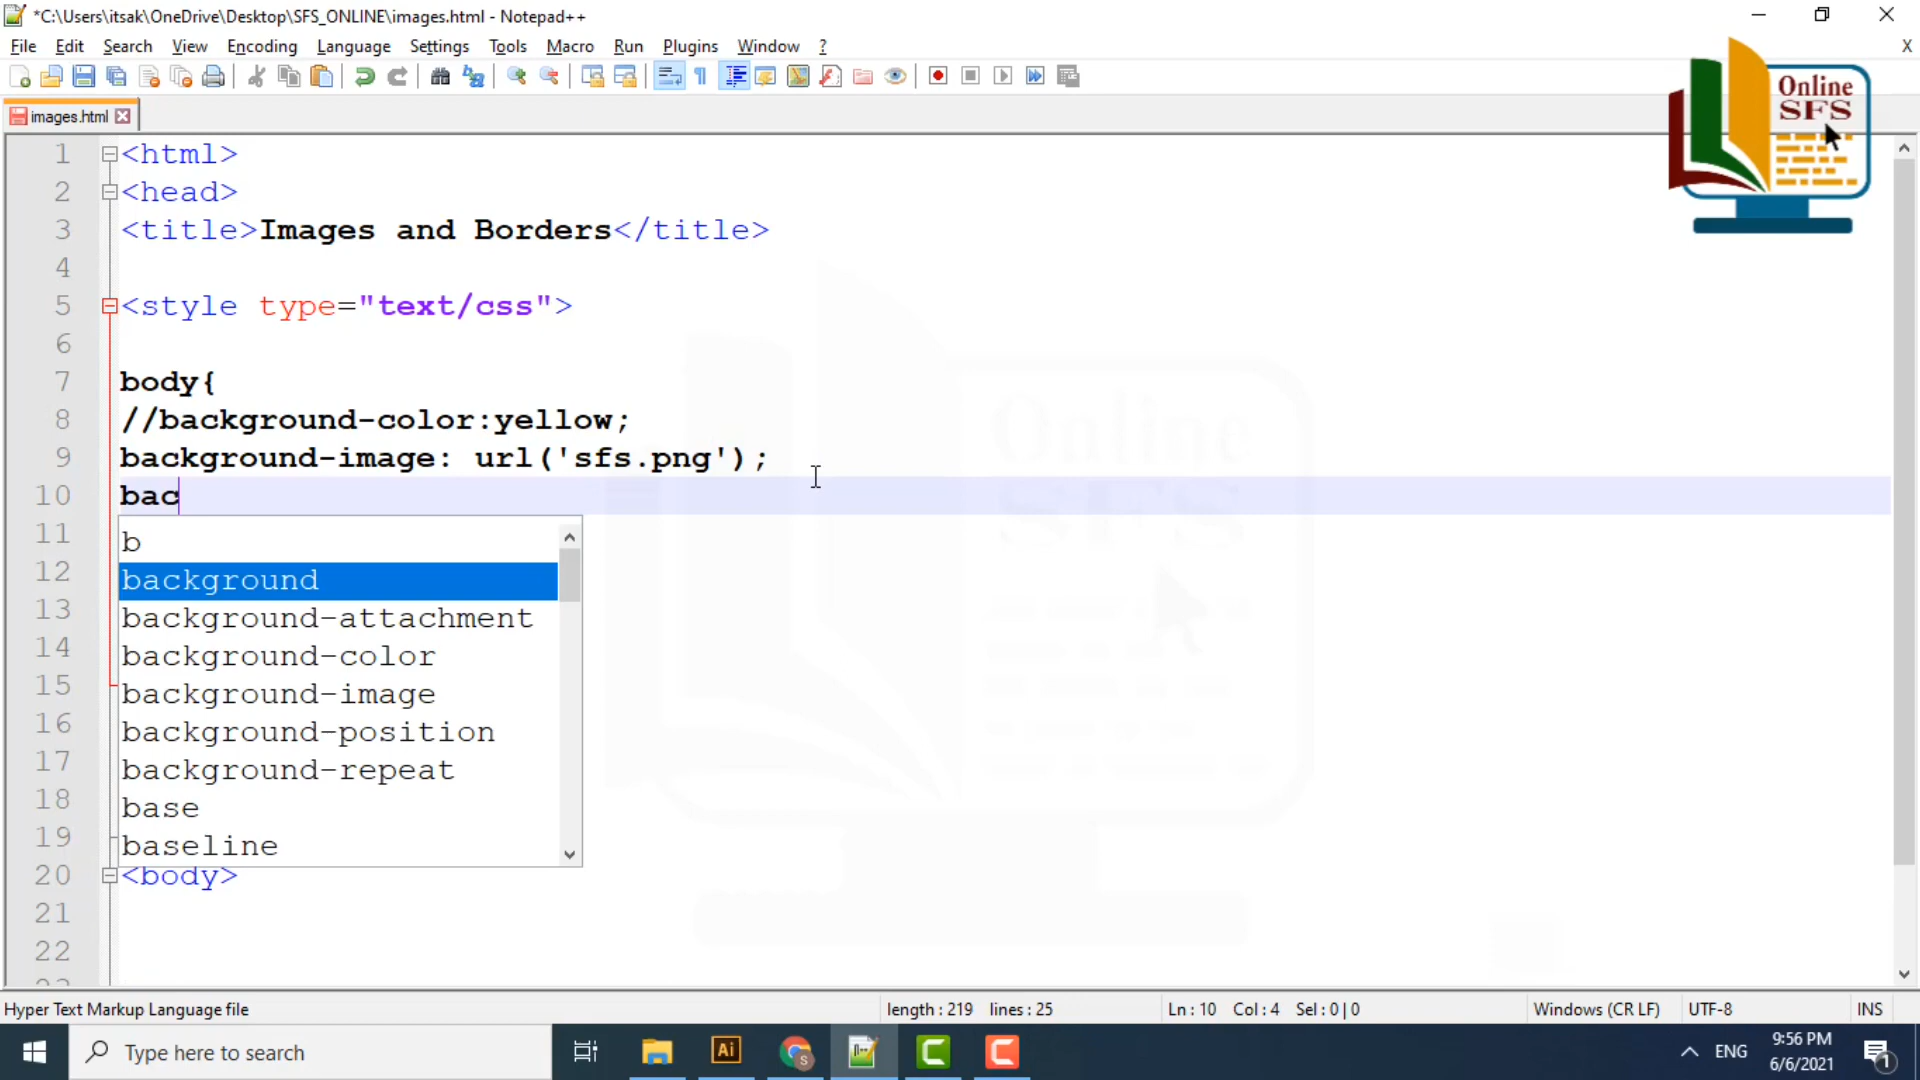 *C:\Users\itsak\OneDrive\Desktop\SFS_ONLINE\images.html - Notepad++
File Edit Search View Encoding Language Settings Tools Macro Run Plugins Window ?
X
images.html
Online
SFS
1 <html>
2 <head>
3 <title>Images and Borders</title>
4
5 <style type="text/css">
6
7 body{
8 //background-color:yellow;
9 background-image: url('sfs.png');
10 bac
11
12
13
14
15
16
17
18
19
20 <body>
21
22
b
background
background-attachment
background-color
background-image
background-position
background-repeat
base
baseline
Online
SFS
Hyper Text Markup Language file length : 219 lines : 25 Ln : 10 Col : 4 Sel : 0 | 0 Windows (CR LF) UTF-8 INS
Type here to search
Ai
S
C
C
ENG
9:56 PM
6/6/2021
1